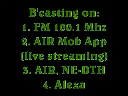 B'casting on:
1. FM 100.1 Mhz
2. AIR Mob App
(live streaming)
3. AIR, NE-DTH
4. Alexa